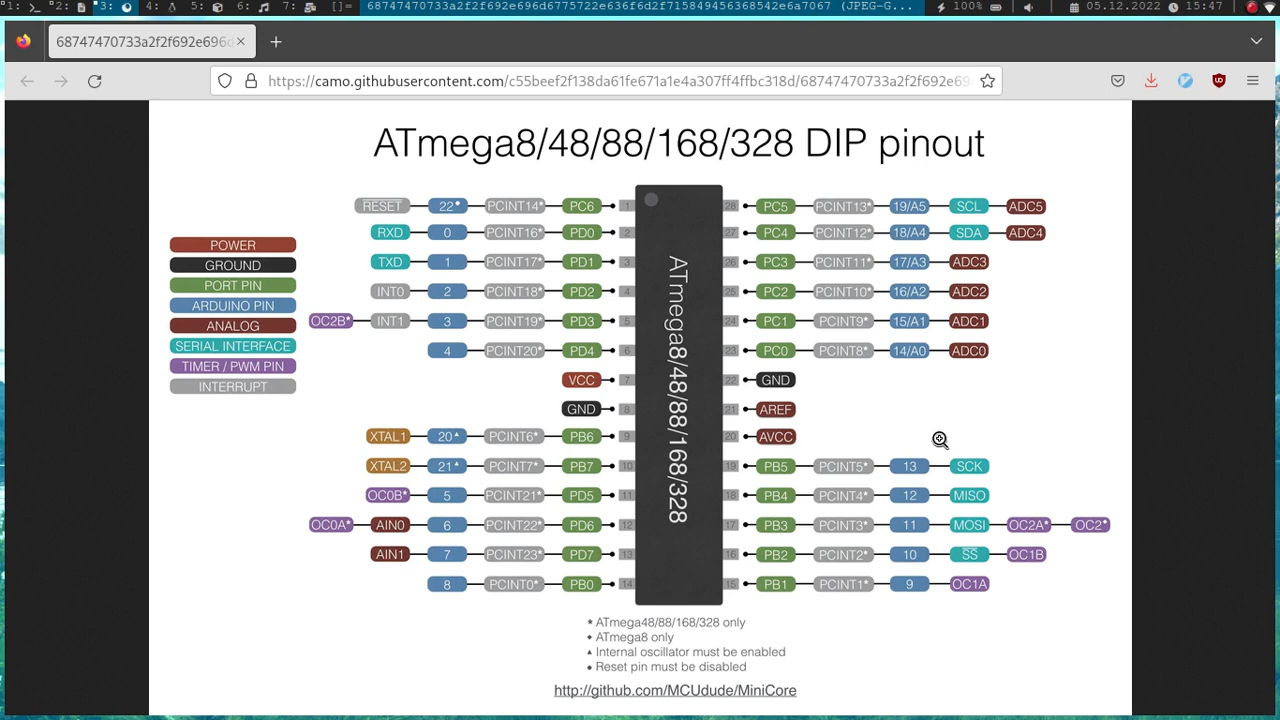 1: 2: 3: 4: 5: 6: 7: []= 68747470733a2f2f692e696d6775722e636f6d2f715849456368542e6a7067 (JPEG-G... 100% 05.12.2022 15:47
68747470733a2f2f692e696d
https://camo.githubusercontent.com/c55beef2f138da61fe671a1e4a307ff4ffbc318d/68747470733a2f2f692e69
ATmega8/48/88/168/328 DIP pinout
RESET 22• PCINT14* PC6 1 28 PC5 PCINT13* 19/A5 SCL ADC5
RXD 0 PCINT16* PD0 2 27 PC4 PCINT12* 18/A4 SDA ADC4
TXD 1 PCINT17* PD1 3 26 PC3 PCINT11* 17/A3 ADC3
INT0 2 PCINT18* PD2 4 25 PC2 PCINT10* 16/A2 ADC2
OC2B* INT1 3 PCINT19* PD3 5 24 PC1 PCINT9* 15/A1 ADC1
4 PCINT20* PD4 6 23 PC0 PCINT8* 14/A0 ADC0
VCC 7 22 GND
GND 8 21 AREF
XTAL1 20▴ PCINT6* PB6 9 20 AVCC
XTAL2 21▴ PCINT7* PB7 10 19 PB5 PCINT5* 13 SCK
OC0B* 5 PCINT21* PD5 11 18 PB4 PCINT4* 12 MISO
OC0A* AIN0 6 PCINT22* PD6 12 17 PB3 PCINT3* 11 MOSI OC2A* OC2⬩
AIN1 7 PCINT23* PD7 13 16 PB2 PCINT2* 10 SS OC1B
8 PCINT0* PB0 14 15 PB1 PCINT1* 9 OC1A
POWER
GROUND
PORT PIN
ARDUINO PIN
ANALOG
SERIAL INTERFACE
TIMER / PWM PIN
INTERRUPT
ATmega8/48/88/168/328
* ATmega48/88/168/328 only
⬩ ATmega8 only
▴ Internal oscillator must be enabled
• Reset pin must be disabled
http://github.com/MCUdude/MiniCore